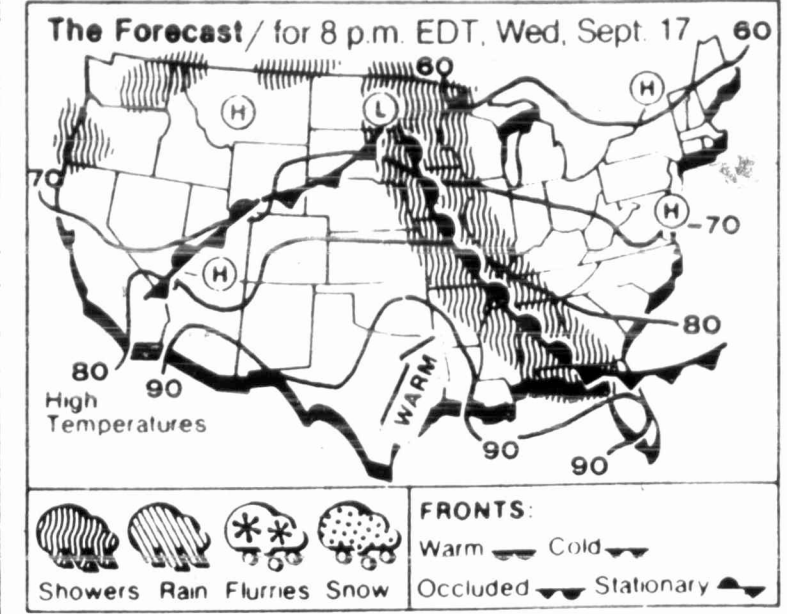 The Forecast / for 8 p.m. EDT, Wed, Sept. 17
60
60
H
H
L
70
H
-70
H
80
80
90
High
Temperatures
WARM
90
90
Showers Rain Flurries Snow
FRONTS:
Warm Cold
Occluded Stationary